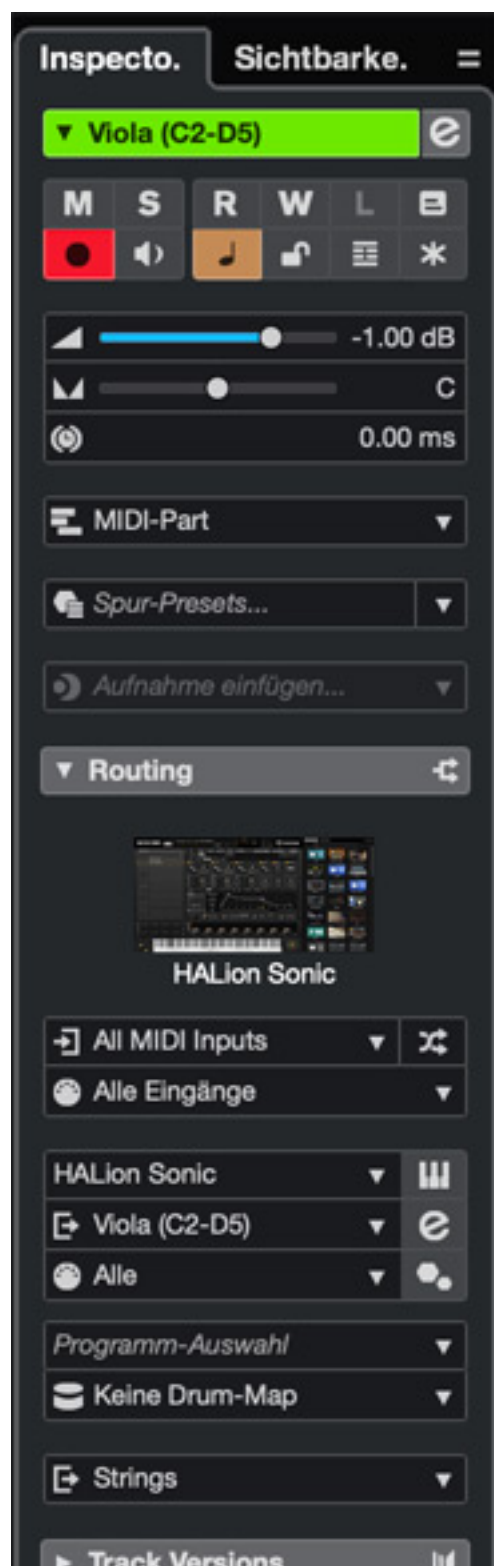 Inspecto. Sichtbarke.
Viola (C2-D5) e
M S R W L
-1.00 dB
C
0.00 ms
MIDI-Part
Spur-Presets...
Aufnahme einfügen...
Routing
HALion Sonic
All MIDI Inputs
Alle Eingänge
HALion Sonic
Viola (C2-D5) e
Alle
Programm-Auswahl
Keine Drum-Map
Strings
Track Versions